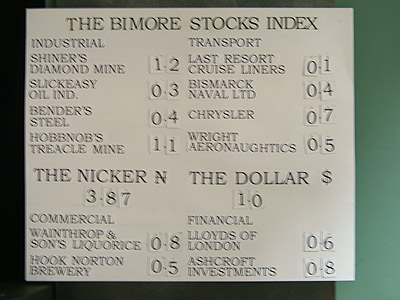 THE BIMORE STOCKS INDEX
INDUSTRIAL
SHINER'S
DIAMOND MINE 1·2
SLICKEASY
OIL IND. 0·3
BENDER'S
STEEL 0·4
HOBBNOB'S
TREACLE MINE 1·1
TRANSPORT
LAST RESORT
CRUISE LINERS 0·1
BISMARCK
NAVAL LTD 0·4
CHRYSLER 0·7
WRIGHT
AERONAUGHTICS 0·5
THE NICKER ₦
3·87
THE DOLLAR $
1·0
COMMERCIAL
WAINTHROP &
SON'S LIQUORICE 0·8
HOOK NORTON
BREWERY 0·5
FINANCIAL
LLOYDS OF
LONDON 0·6
ASHCROFT
INVESTMENTS 0·8